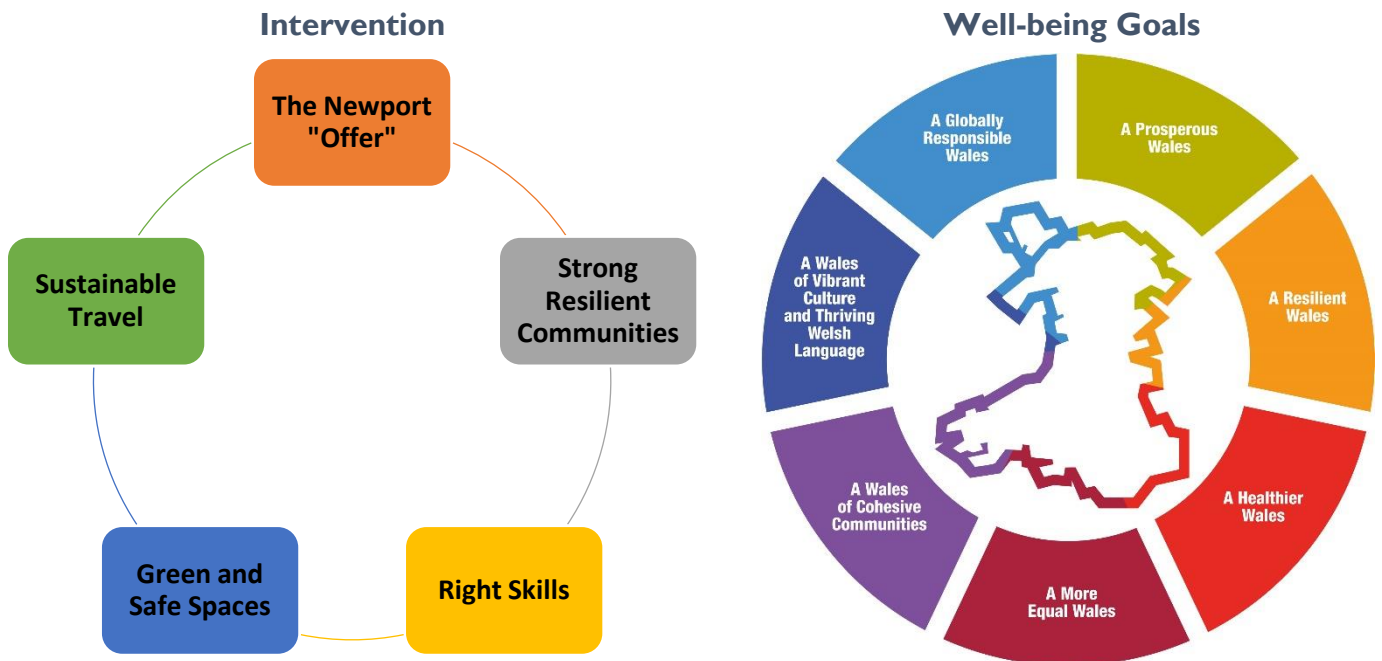 Intervention
The Newport
"Offer"
Strong
Resilient
Communities
Right Skills
Green and
Safe Spaces
Sustainable
Travel
Well-being Goals
A Prosperous
Wales
A Resilient
Wales
A Healthier
Wales
A More
Equal Wales
A Wales
of Cohesive
Communities
A Wales
of Vibrant
Culture
and Thriving
Welsh
Language
A Globally
Responsible
Wales